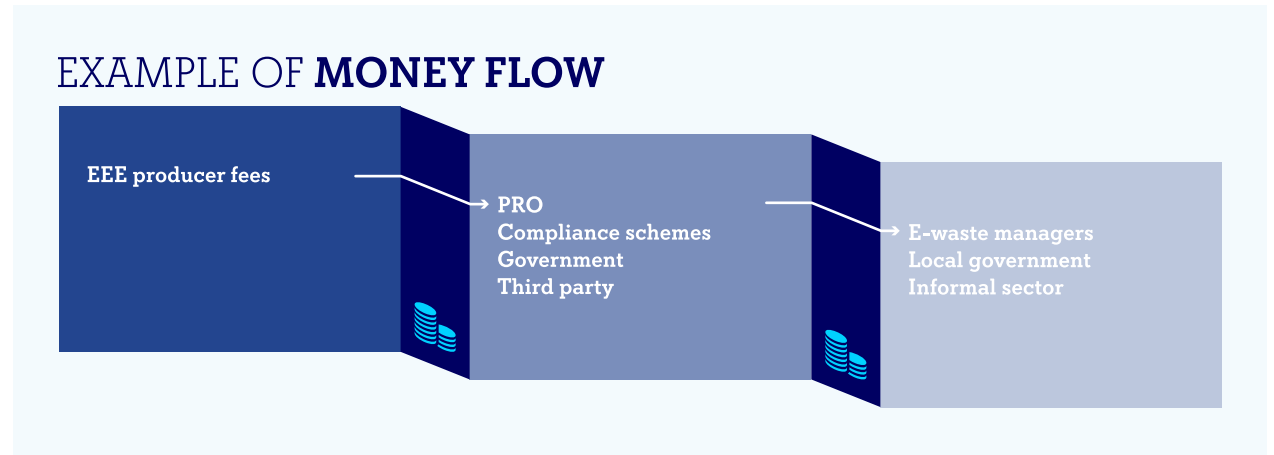 EXAMPLE OF MONEY FLOW
EEE producer fees
PRO
Compliance schemes
Government
Third party
E-waste managers
Local government
Informal sector